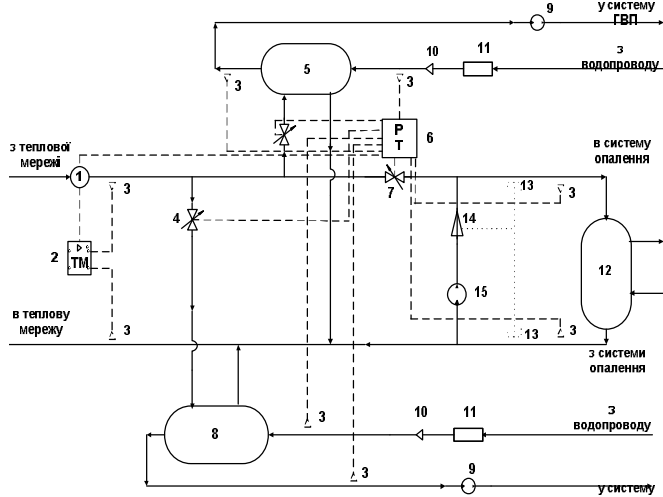 у систему
ГВП
9
з
водопроводу
10
11
5
3
3
Р
Т
6
з теплової
мережі
в систему
опалення
1
3
7
13
3
4
14
2
ТМ
15
12
в теплову
мережу
3
13
3
з системи
опалення
8
3
10
11
з
водопроводу
3
9
у систему